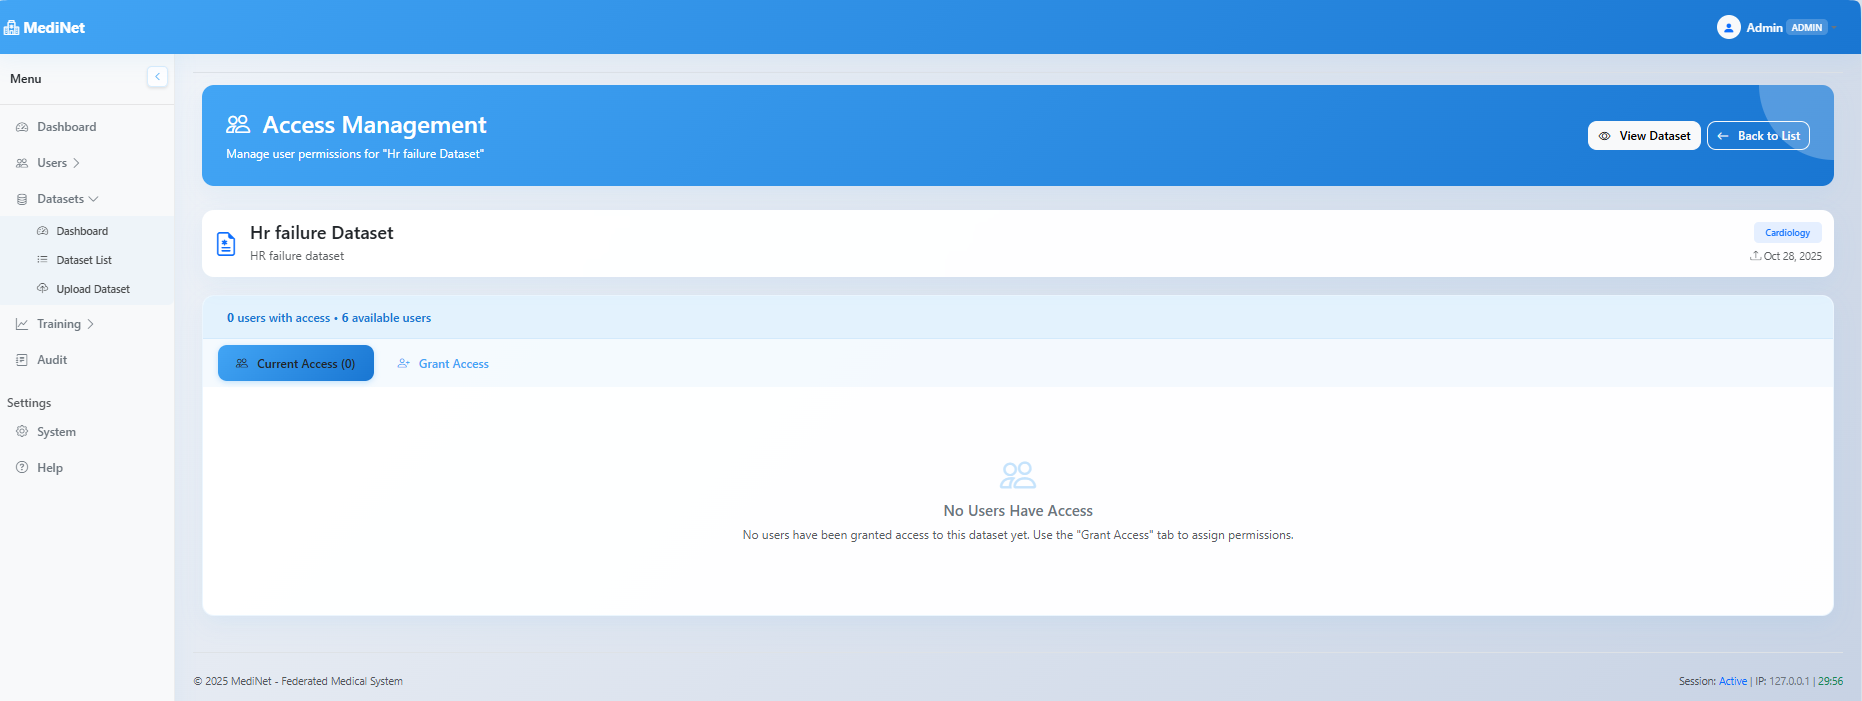 MediNet
Admin ADMIN
Menu
Dashboard
Users
Datasets
Dashboard
Dataset List
Upload Dataset
Training
Audit
Settings
System
Help
Access Management
Manage user permissions for "Hr failure Dataset"
View Dataset
Back to List
Hr failure Dataset
HR failure dataset
Cardiology
Oct 28, 2025
0 users with access • 6 available users
Current Access (0)
Grant Access
No Users Have Access
No users have been granted access to this dataset yet. Use the "Grant Access" tab to assign permissions.
© 2025 MediNet - Federated Medical System
Session: Active | IP: 127.0.0.1 | 29:56